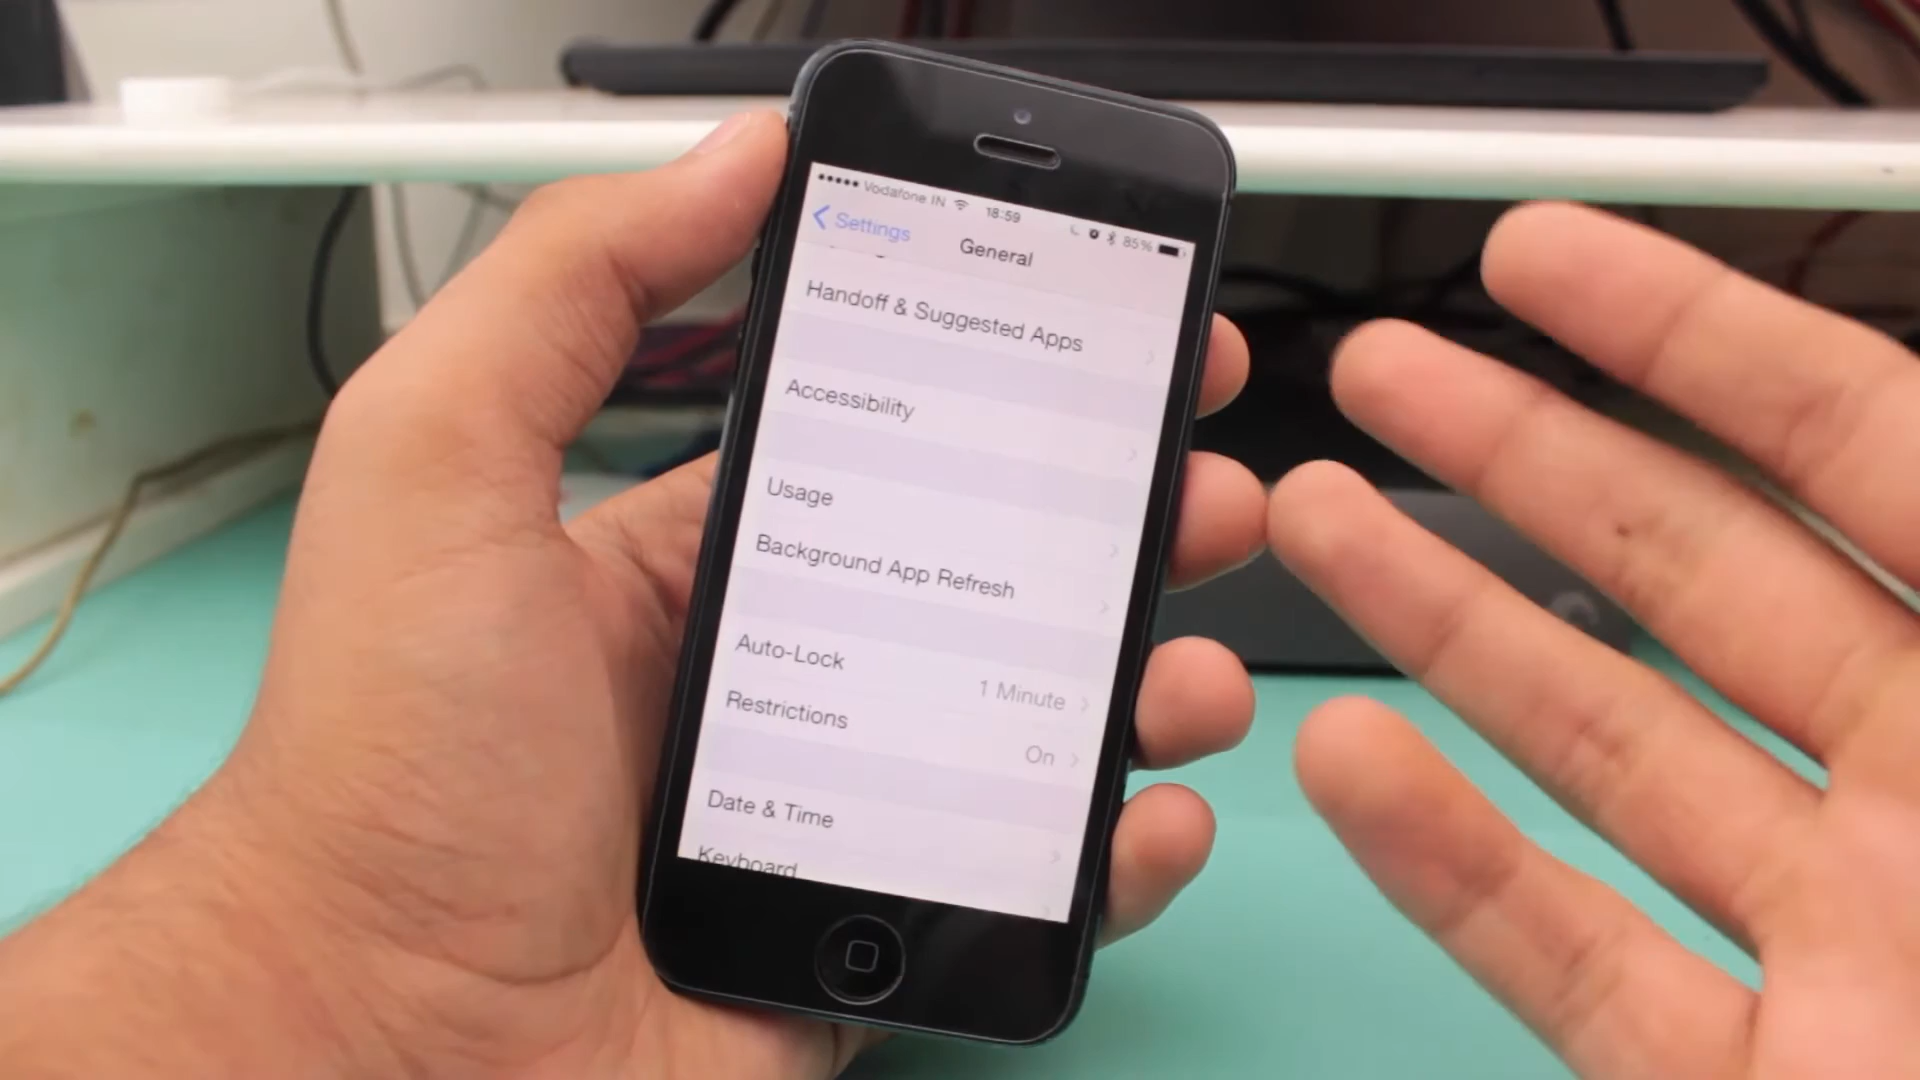 Vodafone IN 18:59 85%
Settings
General
Handoff & Suggested Apps
Accessibility
Usage
Background App Refresh
Auto-Lock
1 Minute
Restrictions
On
Date & Time
Keyboard